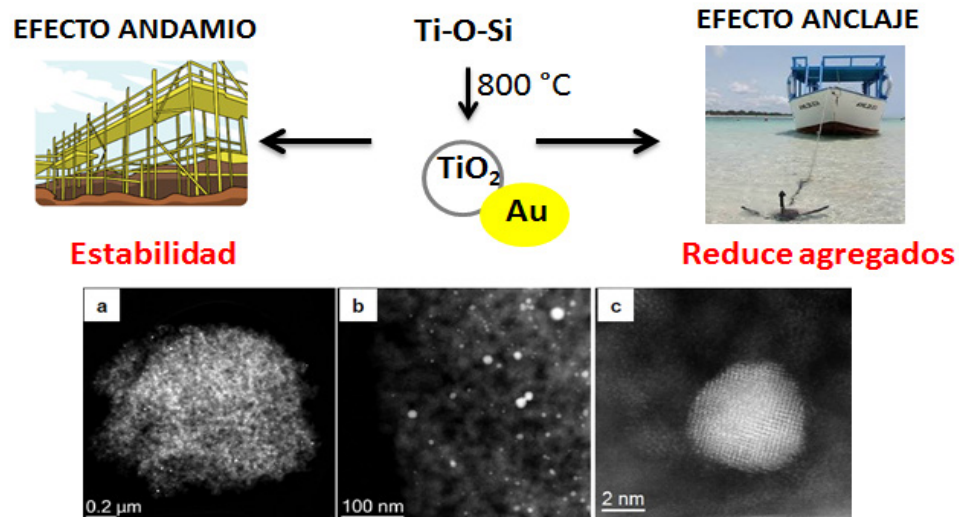 EFECTO ANDAMIO
Ti-O-Si
EFECTO ANCLAJE
800 °C
TiO₂
Au
Estabilidad
Reduce agregados
a
b
c
0.2 µm
100 nm
2 nm